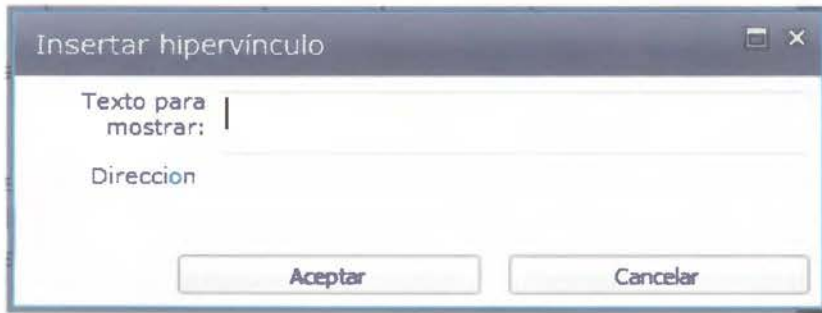 Insertar hipervínculo
Texto para
mostrar:
Direccion
Aceptar
Cancelar